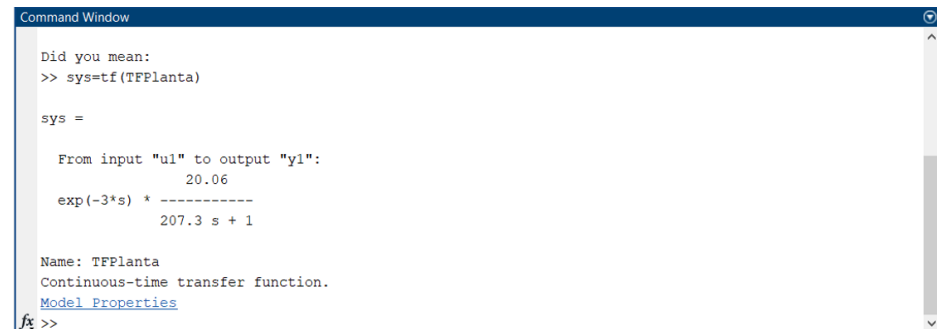 Command Window
Did you mean:
>> sys=tf(TFPlanta)
sys =
From input "u1" to output "y1":
20.06
exp(-3*s) * -----------
207.3 s + 1
Name: TFPlanta
Continuous-time transfer function.
Model Properties
fx >>